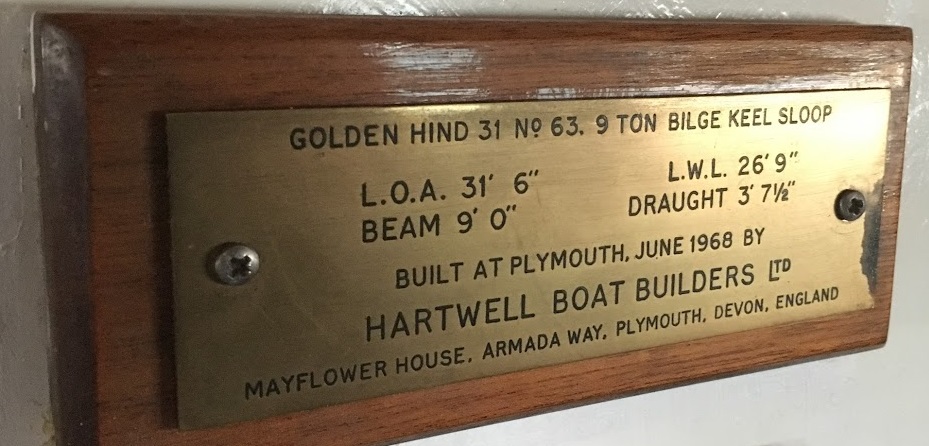 GOLDEN HIND 31 Nº 63. 9 TON BILGE KEEL SLOOP
L.O.A. 31' 6" L.W.L. 26' 9"
BEAM 9' 0" DRAUGHT 3' 7½"
BUILT AT PLYMOUTH, JUNE 1968 BY
HARTWELL BOAT BUILDERS LTD
MAYFLOWER HOUSE, ARMADA WAY, PLYMOUTH, DEVON, ENGLAND